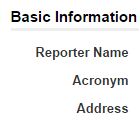 Basic Information
Reporter Name
Acronym
Address